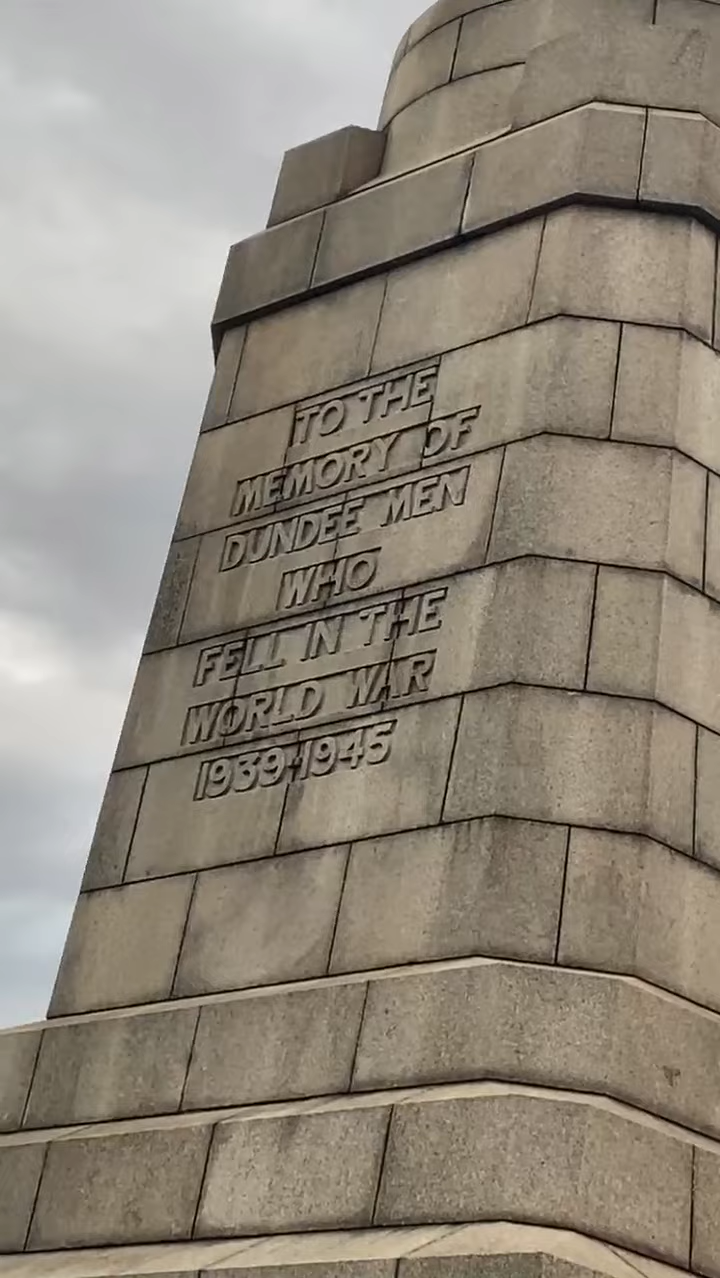 TO THE
MEMORY OF
DUNDEE MEN
WHO
FELL IN THE
WORLD WAR
1939-1945